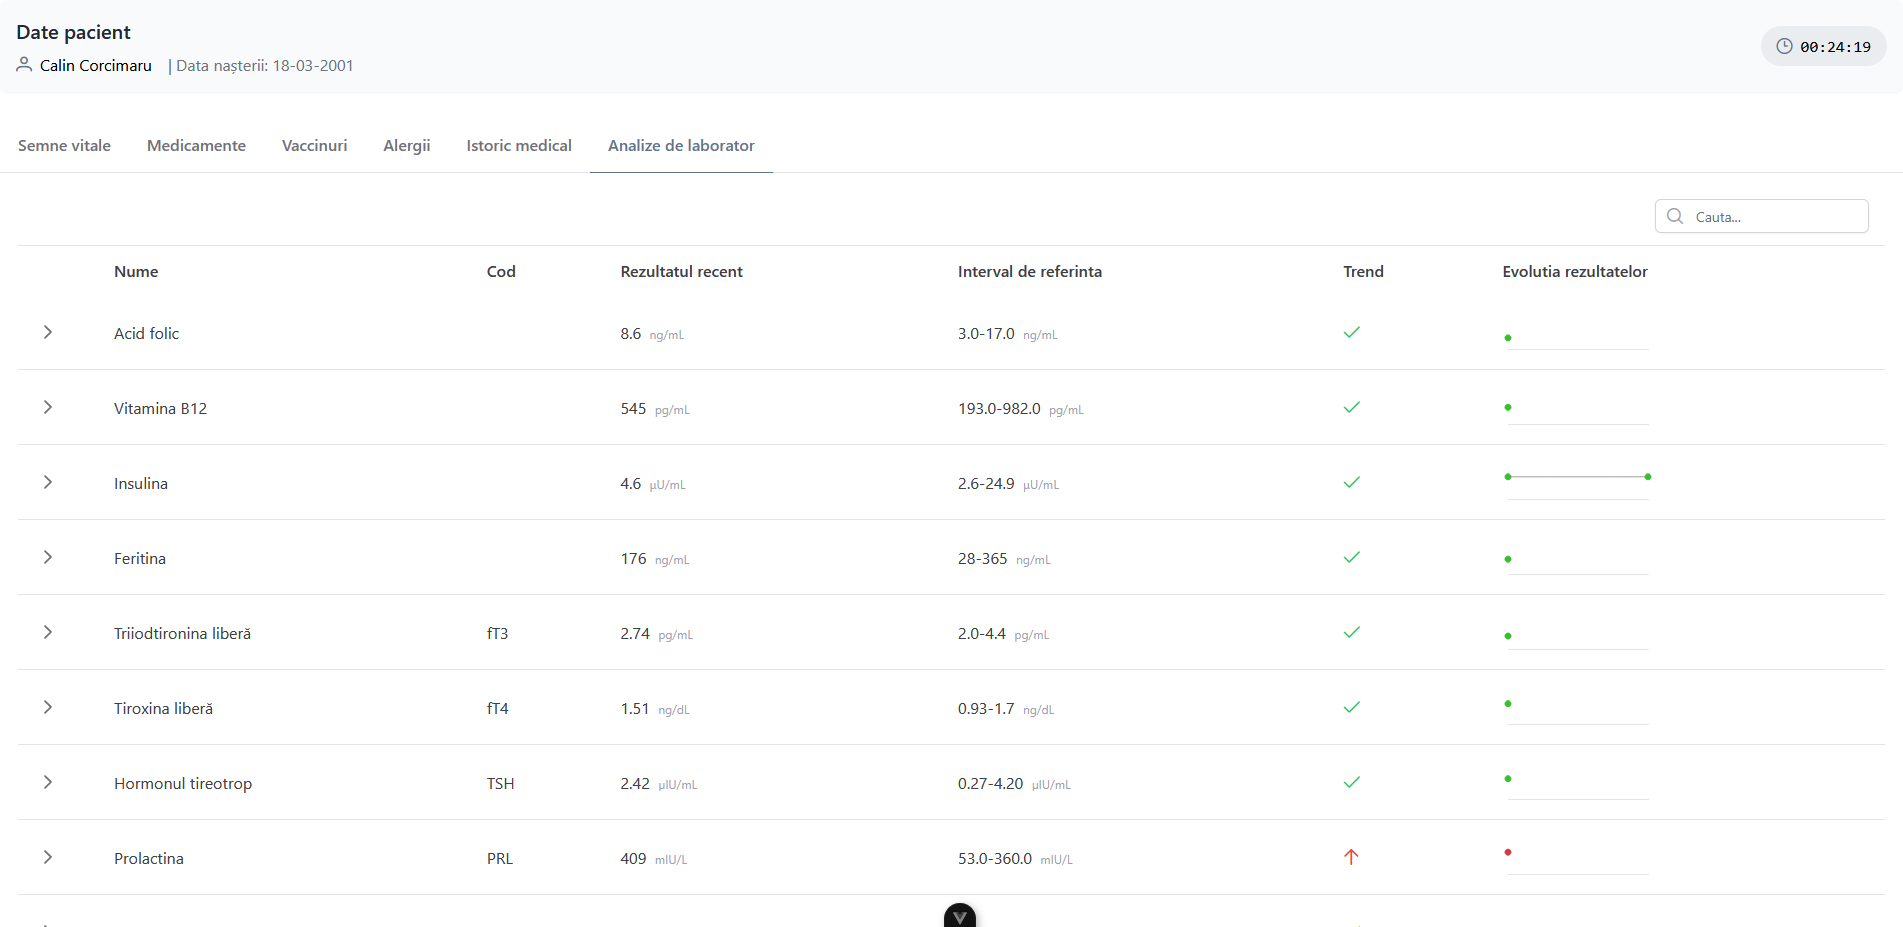 Date pacient
Calin Corcimaru | Data nașterii: 18-03-2001
00:24:19
Semne vitale Medicamente Vaccinuri Alergii Istoric medical Analize de laborator
Cauta...
Nume Cod Rezultatul recent Interval de referinta Trend Evolutia rezultatelor
Acid folic 8.6 ng/mL 3.0-17.0 ng/mL
Vitamina B12 545 pg/mL 193.0-982.0 pg/mL
Insulina 4.6 µU/mL 2.6-24.9 µU/mL
Feritina 176 ng/mL 28-365 ng/mL
Triiodtironina liberă fT3 2.74 pg/mL 2.0-4.4 pg/mL
Tiroxina liberă fT4 1.51 ng/dL 0.93-1.7 ng/dL
Hormonul tireotrop TSH 2.42 µIU/mL 0.27-4.20 µIU/mL
Prolactina PRL 409 mIU/L 53.0-360.0 mIU/L